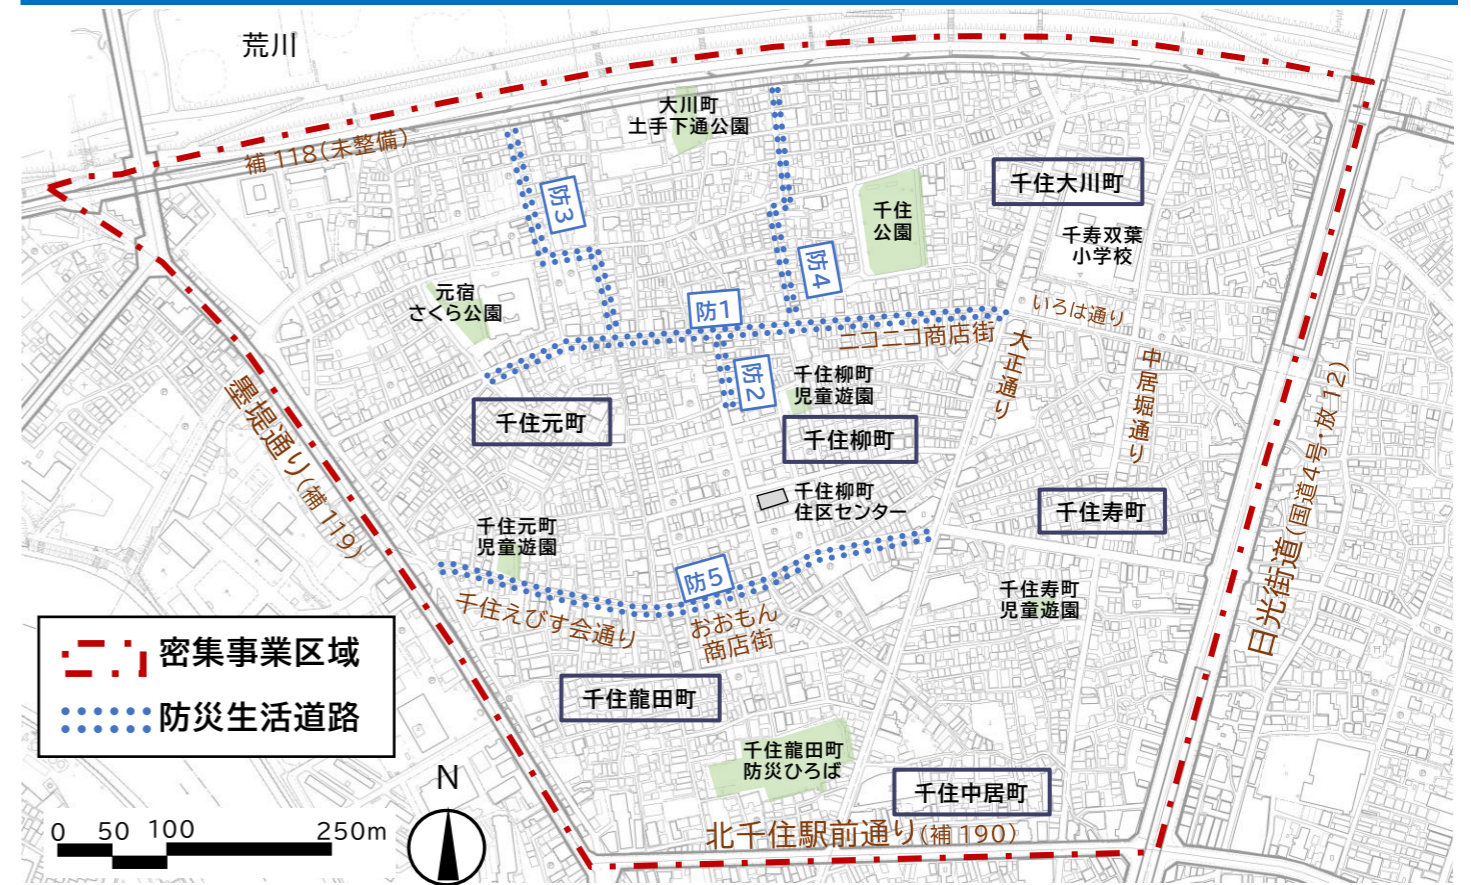 荒川
大川町
土手下通公園
補 118(未整備)
千住大川町
防3
千住
公園
千寿双葉
小学校
防4
元宿
さくら公園
防1
いろは通り
ニコニコ商店街
大正通り
中居堀通り
防2
千住柳町
児童遊園
墨堤通り(補 119)
千住元町
千住柳町
日光街道(国道4号・放 12)
千住柳町
住区センター
千住寿町
千住元町
児童遊園
防5
千住寿町
児童遊園
千住えびす会通り
おおもん
商店街
密集事業区域
防災生活道路
千住龍田町
千住龍田町
防災ひろば
千住中居町
N
北千住駅前通り(補 190)
0 50 100 250m